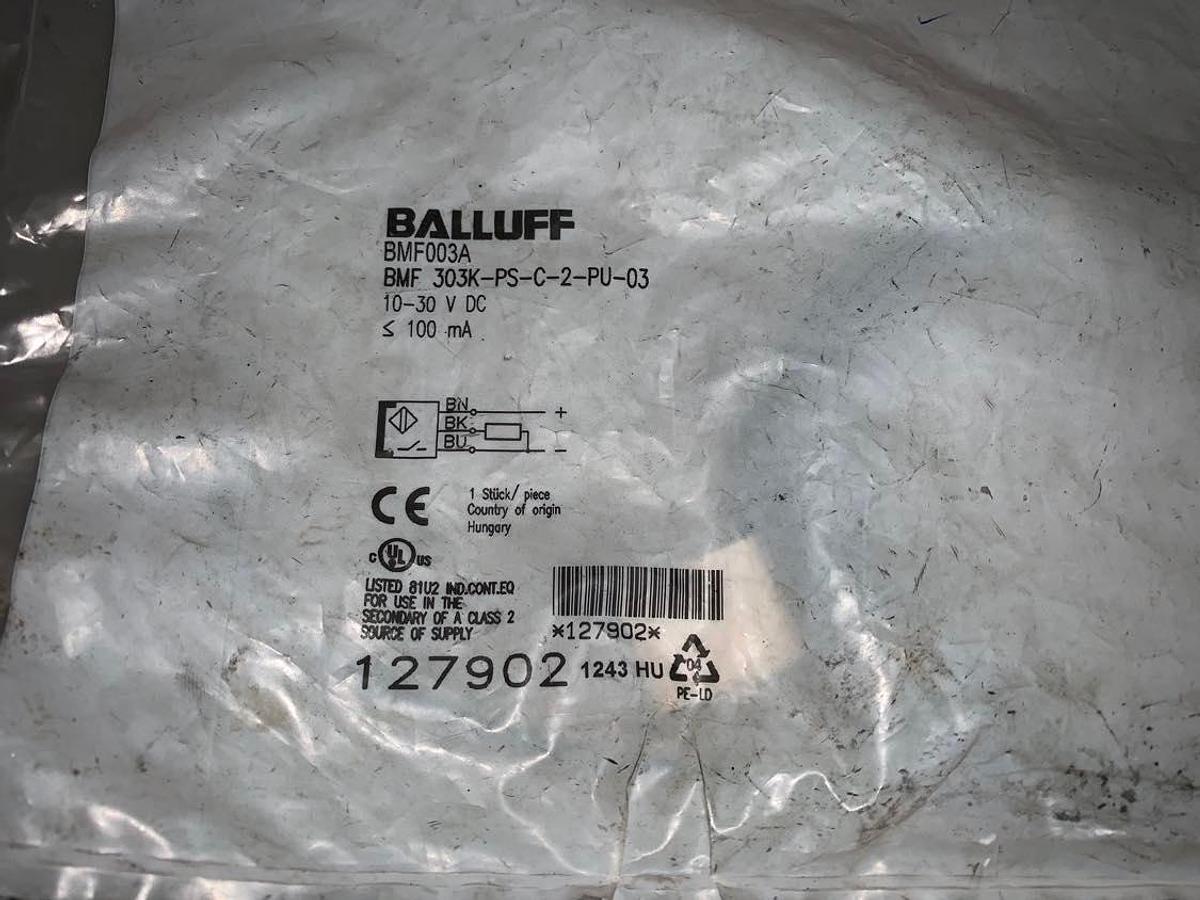 BALLUFF
BMF003A
BMF 303K-PS-C-2-PU-03
10-30 V DC
≤ 100 mA
BN +
BK
BU -
CE
1 Stück/ piece
Country of origin
Hungary
c UL us
LISTED 81U2 IND.CONT.EQ
FOR USE IN THE
SECONDARY OF A CLASS 2
SOURCE OF SUPPLY
*127902*
127902 1243 HU 04
PE-LD